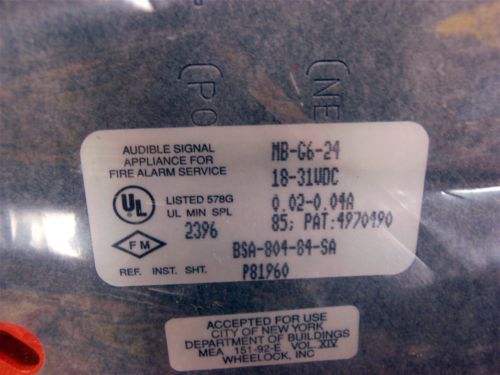 (PO
(NE
AUDIBLE SIGNAL
APPLIANCE FOR
FIRE ALARM SERVICE
MB-G6-24
18-31VDC
UL
LISTED 578G
UL MIN SPL
2396
0.02-0.04A
85; PAT:4970490
FM
BSA-804-84-SA
REF. INST. SHT.
P81960
ACCEPTED FOR USE
CITY OF NEW YORK
DEPARTMENT OF BUILDINGS
MEA 151-92-E VOL. XIV
WHEELOCK, INC